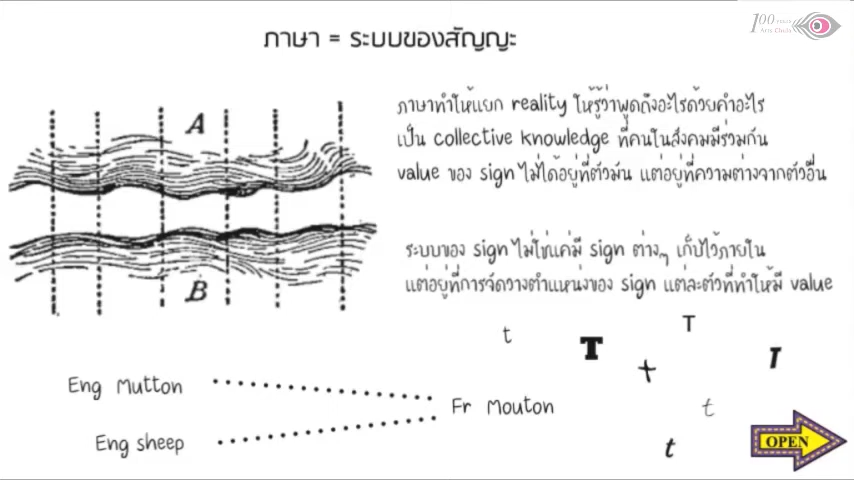 100 YEARS
Arts Chula
ภาษา = ระบบของสัญญะ
A
B
ภาษาทำให้แยก reality ให้รู้ว่าพูดถึงอะไรด้วยคำอะไร
เป็น collective knowledge ที่คนในสังคมมีร่วมกัน
value ของ sign ไม่ได้อยู่ที่ตัวมัน แต่อยู่ที่ความต่างจากตัวอื่น
ระบบของ sign ไม่ใช่แค่มี sign ต่างๆ เก็บไว้ภายใน
แต่อยู่ที่การจัดวางตำแหน่งของ sign แต่ละตัวที่ทำให้มี value
t T t T T t t
Eng Mutton
Eng sheep
Fr Mouton
OPEN